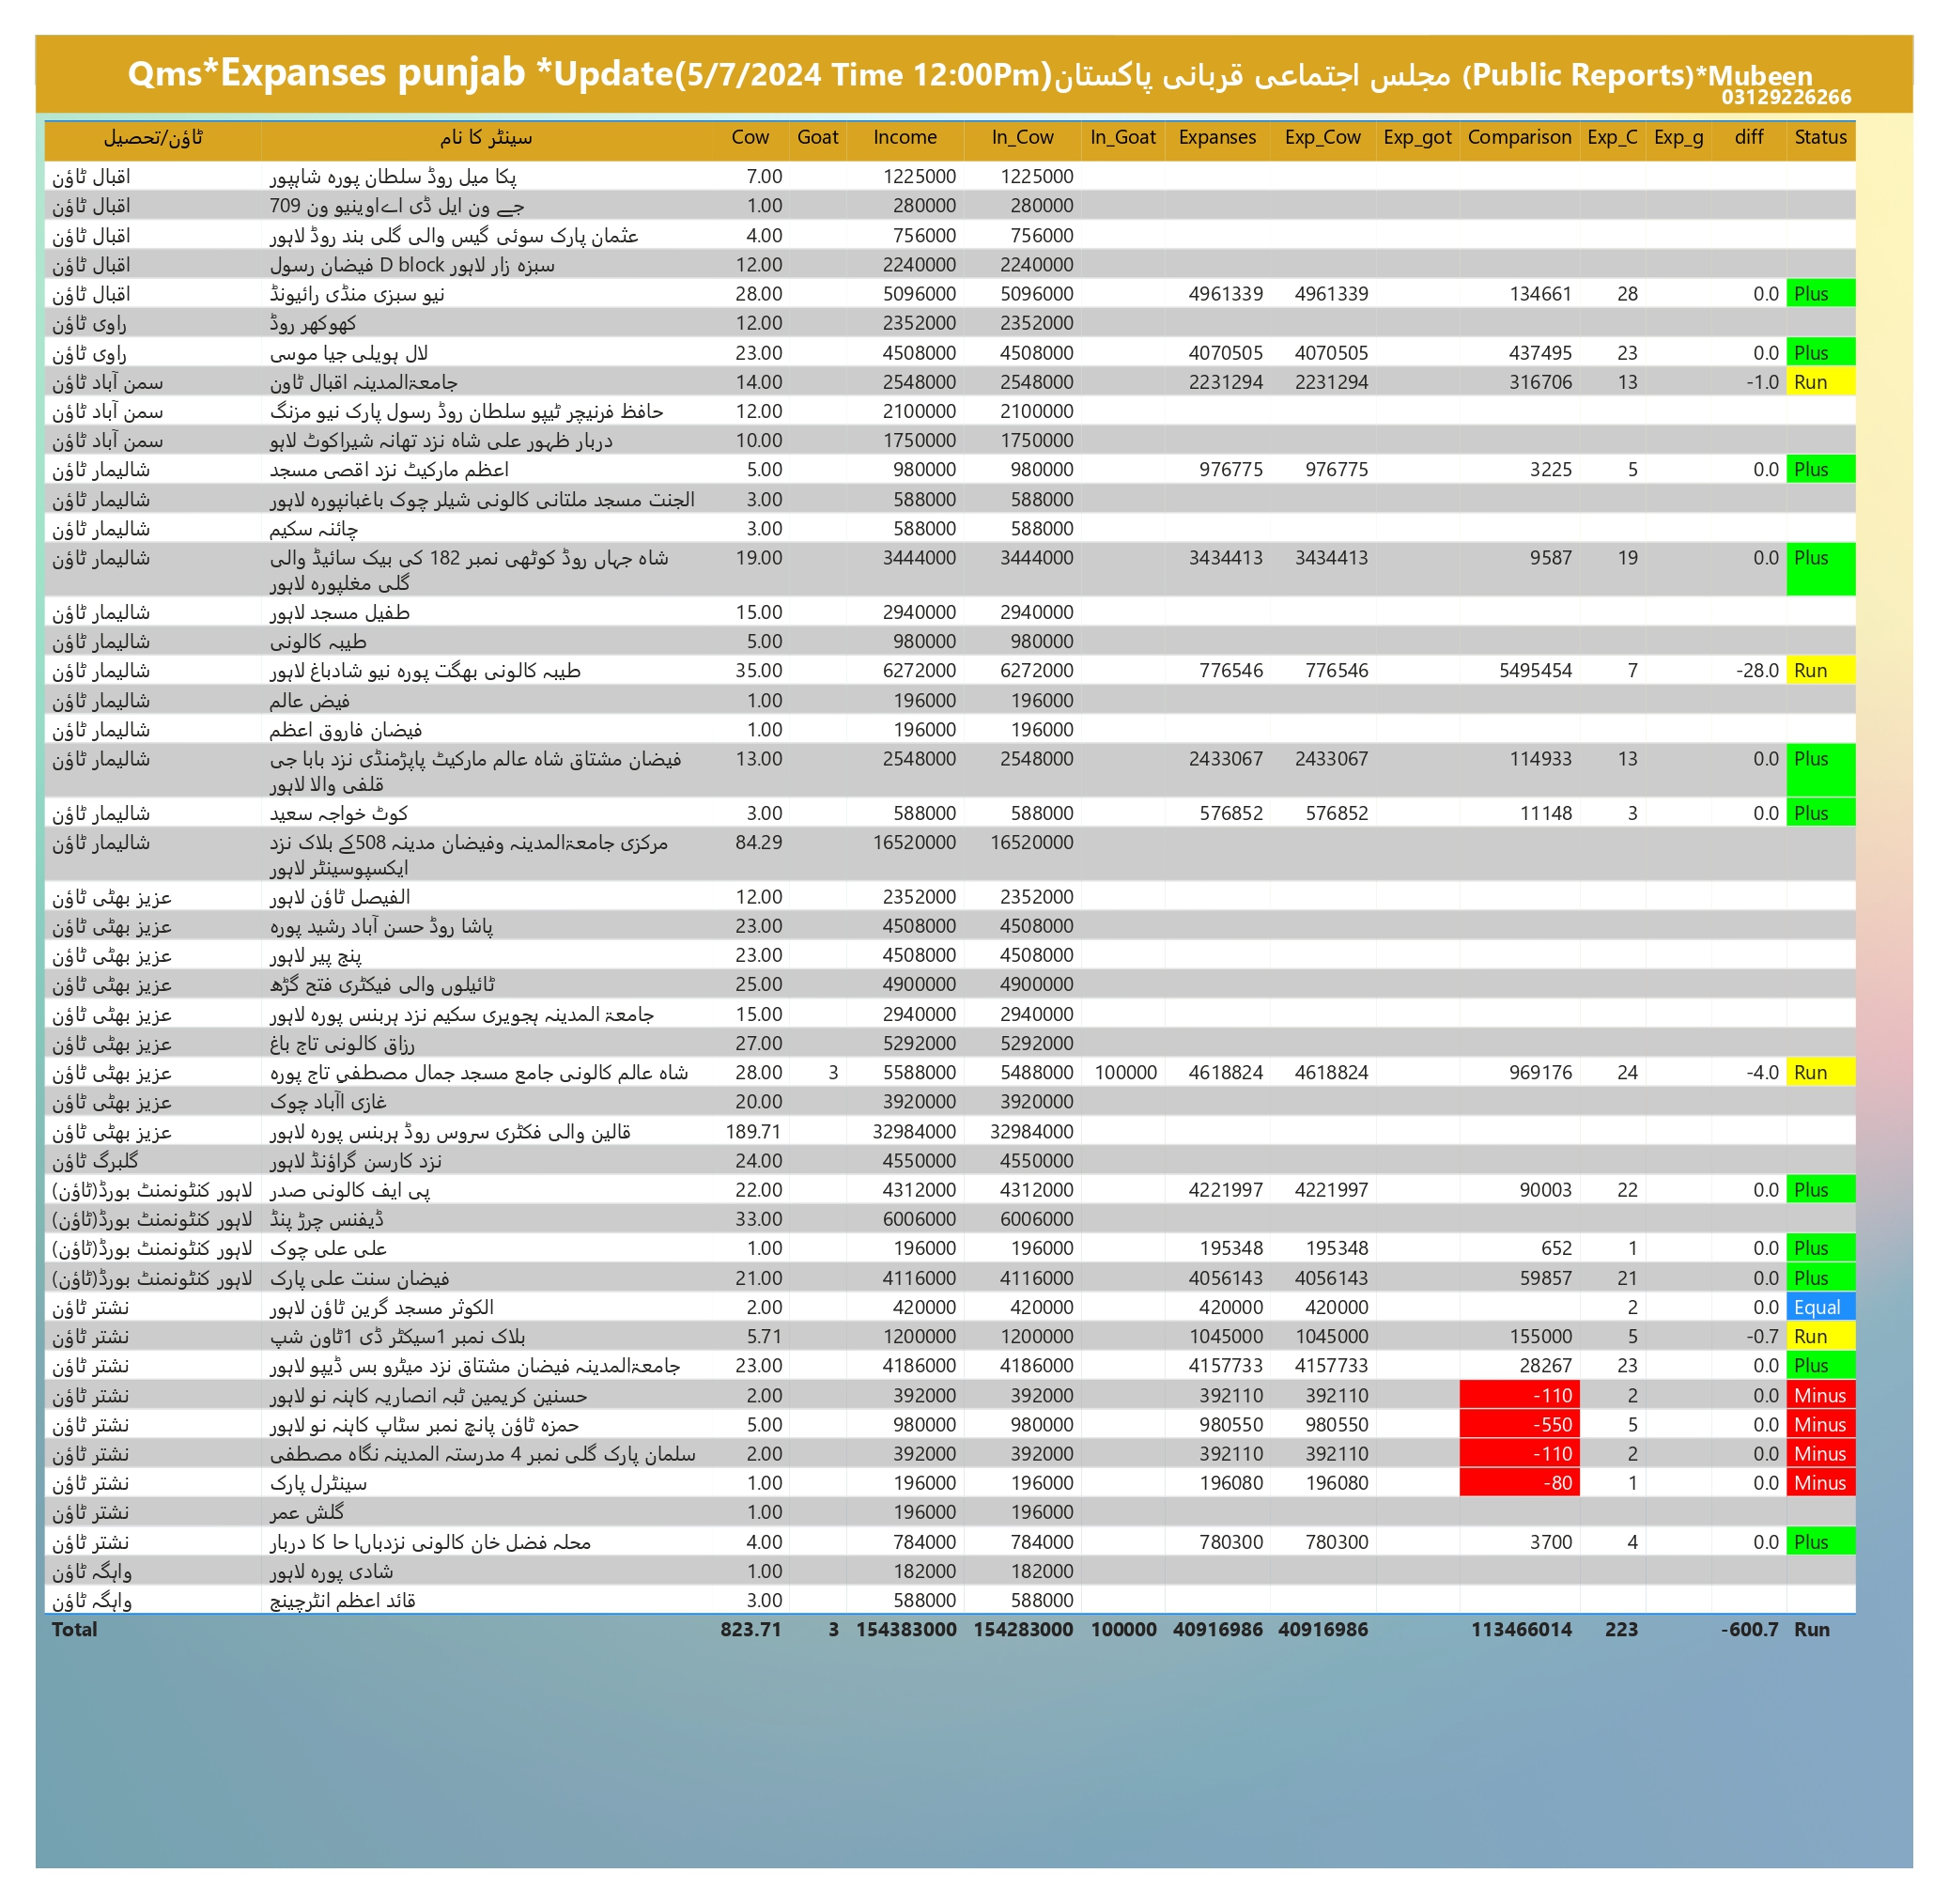 Qms*Expanses punjab *Update(5/7/2024 Time 12:00Pm)مجلس اجتماعی قربانی پاکستان (Public Reports)*Mubeen
03129226266
ٹاؤن/تحصیل سینٹر کا نام Cow Goat Income In_Cow In_Goat Expanses Exp_Cow Exp_got Comparison Exp_C Exp_g diff Status
اقبال ٹاؤن پکا میل روڈ سلطان پورہ شاہپور 7.00 1225000 1225000
اقبال ٹاؤن جے ون ایل ڈی اےاوینیو ون 709 1.00 280000 280000
اقبال ٹاؤن عثمان پارک سوئی گیس والی گلی بند روڈ لاہور 4.00 756000 756000
اقبال ٹاؤن فیضان رسول D block سبزہ زار لاہور 12.00 2240000 2240000
اقبال ٹاؤن نیو سبزی منڈی رائیونڈ 28.00 5096000 5096000 4961339 4961339 134661 28 0.0 Plus
راوی ٹاؤن کھوکھر روڈ 12.00 2352000 2352000
راوی ٹاؤن لال ہویلی جیا موسی 23.00 4508000 4508000 4070505 4070505 437495 23 0.0 Plus
سمن آباد ٹاؤن جامعۃالمدینہ اقبال ٹاون 14.00 2548000 2548000 2231294 2231294 316706 13 -1.0 Run
سمن آباد ٹاؤن حافظ فرنیچر ٹیپو سلطان روڈ رسول پارک نیو مزنگ 12.00 2100000 2100000
سمن آباد ٹاؤن دربار ظہور علی شاہ نزد تھانہ شیراکوٹ لاہو 10.00 1750000 1750000
شالیمار ٹاؤن اعظم مارکیٹ نزد اقصی مسجد 5.00 980000 980000 976775 976775 3225 5 0.0 Plus
شالیمار ٹاؤن الجنت مسجد ملتانی کالونی شیلر چوک باغبانپورہ لاہور 3.00 588000 588000
شالیمار ٹاؤن چائنہ سکیم 3.00 588000 588000
شالیمار ٹاؤن شاہ جہاں روڈ کوٹھی نمبر 182 کی بیک سائیڈ والی 19.00 3444000 3444000 3434413 3434413 9587 19 0.0 Plus
گلی مغلپورہ لاہور
شالیمار ٹاؤن طفیل مسجد لاہور 15.00 2940000 2940000
شالیمار ٹاؤن طیبہ کالونی 5.00 980000 980000
شالیمار ٹاؤن طیبہ کالونی بھگت پورہ نیو شادباغ لاہور 35.00 6272000 6272000 776546 776546 5495454 7 -28.0 Run
شالیمار ٹاؤن فیض عالم 1.00 196000 196000
شالیمار ٹاؤن فیضان فاروق اعظم 1.00 196000 196000
شالیمار ٹاؤن فیضان مشتاق شاہ عالم مارکیٹ پاپڑمنڈی نزد بابا جی 13.00 2548000 2548000 2433067 2433067 114933 13 0.0 Plus
قلفی والا لاہور
شالیمار ٹاؤن کوٹ خواجہ سعید 3.00 588000 588000 576852 576852 11148 3 0.0 Plus
شالیمار ٹاؤن مرکزی جامعۃالمدینہ وفیضان مدینہ 508کے بلاک نزد 84.29 16520000 16520000
ایکسپوسینٹر لاہور
عزیز بھٹی ٹاؤن الفیصل ٹاؤن لاہور 12.00 2352000 2352000
عزیز بھٹی ٹاؤن پاشا روڈ حسن آباد رشید پورہ 23.00 4508000 4508000
عزیز بھٹی ٹاؤن پنج پیر لاہور 23.00 4508000 4508000
عزیز بھٹی ٹاؤن ٹائیلوں والی فیکٹری فتح گڑھ 25.00 4900000 4900000
عزیز بھٹی ٹاؤن جامعۃ المدینہ ہجویری سکیم نزد ہربنس پورہ لاہور 15.00 2940000 2940000
عزیز بھٹی ٹاؤن رزاق کالونی تاج باغ 27.00 5292000 5292000
عزیز بھٹی ٹاؤن شاہ عالم کالونی جامع مسجد جمال مصطفی تاج پورہ 28.00 3 5588000 5488000 100000 4618824 4618824 969176 24 -4.0 Run
عزیز بھٹی ٹاؤن غازی اآباد چوک 20.00 3920000 3920000
عزیز بھٹی ٹاؤن قالین والی فکٹری سروس روڈ ہربنس پورہ لاہور 189.71 32984000 32984000
گلبرگ ٹاؤن نزد کارسن گراؤنڈ لاہور 24.00 4550000 4550000
لاہور کنٹونمنٹ بورڈ(ٹاؤن) پی ایف کالونی صدر 22.00 4312000 4312000 4221997 4221997 90003 22 0.0 Plus
لاہور کنٹونمنٹ بورڈ(ٹاؤن) ڈیفنس چرڑ پنڈ 33.00 6006000 6006000
لاہور کنٹونمنٹ بورڈ(ٹاؤن) علی علی چوک 1.00 196000 196000 195348 195348 652 1 0.0 Plus
لاہور کنٹونمنٹ بورڈ(ٹاؤن) فیضان سنت علی پارک 21.00 4116000 4116000 4056143 4056143 59857 21 0.0 Plus
نشتر ٹاؤن الکوثر مسجد گرین ٹاؤن لاہور 2.00 420000 420000 420000 420000 2 0.0 Equal
نشتر ٹاؤن بلاک نمبر 1سیکٹر ڈی 1ٹاون شپ 5.71 1200000 1200000 1045000 1045000 155000 5 -0.7 Run
نشتر ٹاؤن جامعۃالمدینہ فیضان مشتاق نزد میٹرو بس ڈیپو لاہور 23.00 4186000 4186000 4157733 4157733 28267 23 0.0 Plus
نشتر ٹاؤن حسنین کریمین ٹبہ انصاریہ کاہنہ نو لاہور 2.00 392000 392000 392110 392110 -110 2 0.0 Minus
نشتر ٹاؤن حمزہ ٹاؤن پانچ نمبر سٹاپ کاہنہ نو لاہور 5.00 980000 980000 980550 980550 -550 5 0.0 Minus
نشتر ٹاؤن سلمان پارک گلی نمبر 4 مدرستہ المدینہ نگاہ مصطفی 2.00 392000 392000 392110 392110 -110 2 0.0 Minus
نشتر ٹاؤن سینٹرل پارک 1.00 196000 196000 196080 196080 -80 1 0.0 Minus
نشتر ٹاؤن گلش عمر 1.00 196000 196000
نشتر ٹاؤن محلہ فضل خان کالونی حا کا دربار 4.00 784000 784000 780300 780300 3700 4 0.0 Plus
واہگہ ٹاؤن شادی پورہ لاہور 1.00 182000 182000
واہگہ ٹاؤن قائد اعظم انٹرچینج 3.00 588000 588000
Total 823.71 3 154383000 154283000 100000 40916986 40916986 113466014 223 -600.7 Run